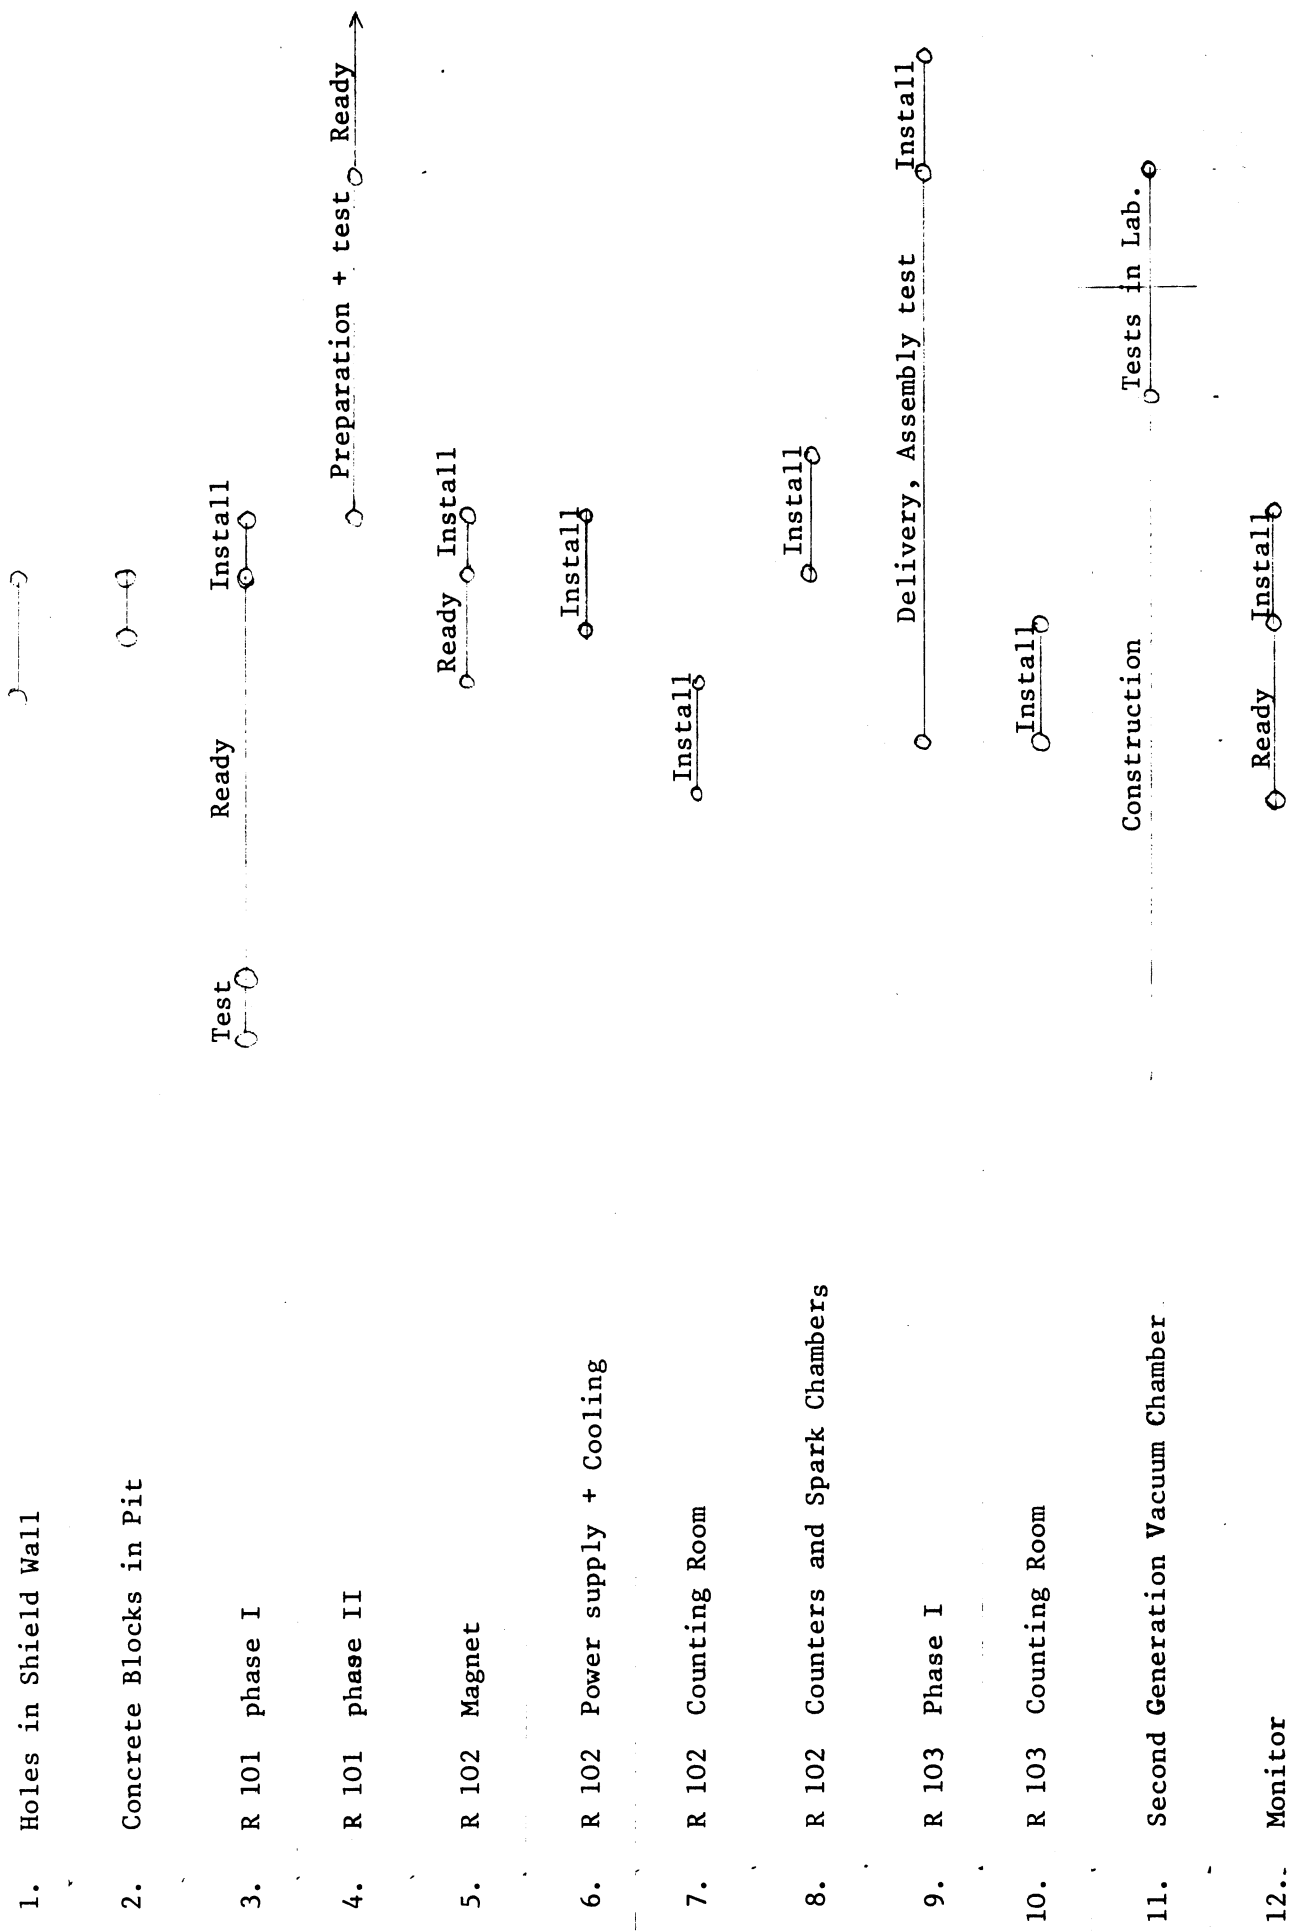 1. Holes in Shield Wall
2. Concrete Blocks in Pit
3. R 101 phase I Test Ready Install
4. R 101 phase II Preparation + test Ready
5. R 102 Magnet Ready Install
6. R 102 Power supply + Cooling Install
7. R 102 Counting Room Install
8. R 102 Counters and Spark Chambers Install
9. R 103 Phase I Delivery, Assembly test Install
10. R 103 Counting Room Install
11. Second Generation Vacuum Chamber Construction Tests in Lab.
12. Monitor Ready Install